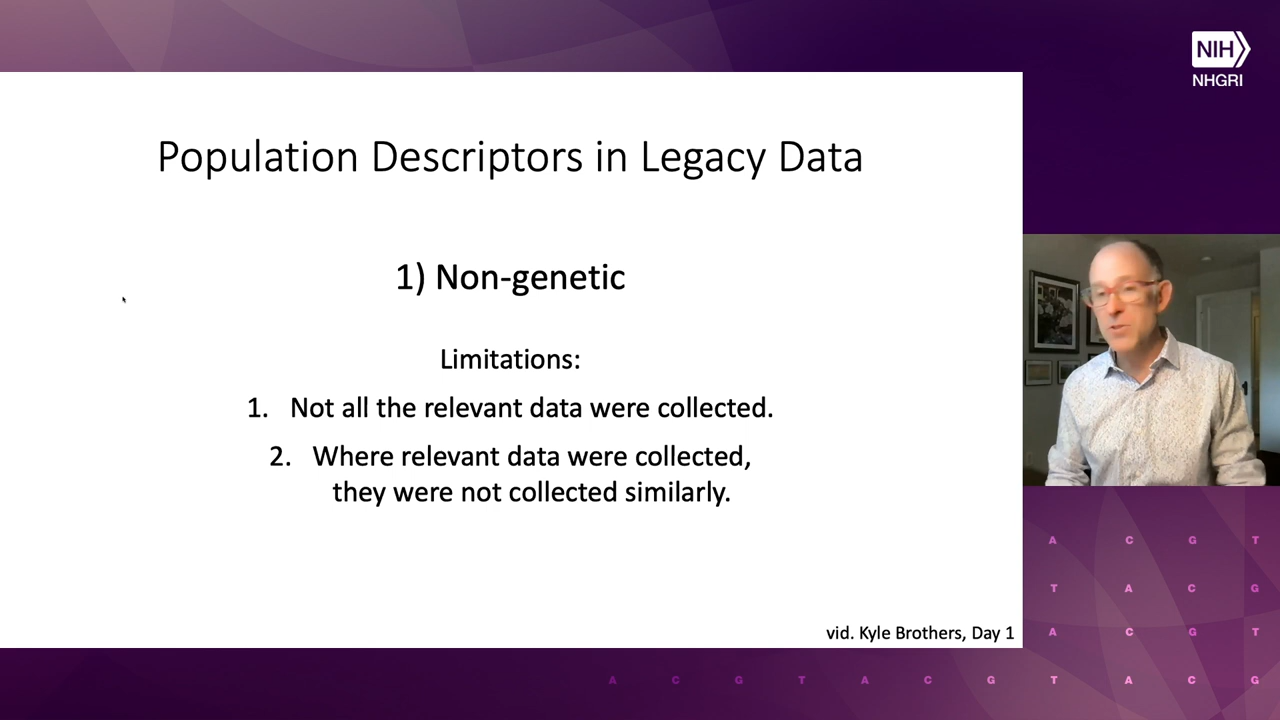 NIH
NHGRI
Population Descriptors in Legacy Data
1) Non-genetic
Limitations:
1. Not all the relevant data were collected.
2. Where relevant data were collected,
they were not collected similarly.
vid. Kyle Brothers, Day 1
A C G T
T A C G
A C G T
A C G T A C G T A C G